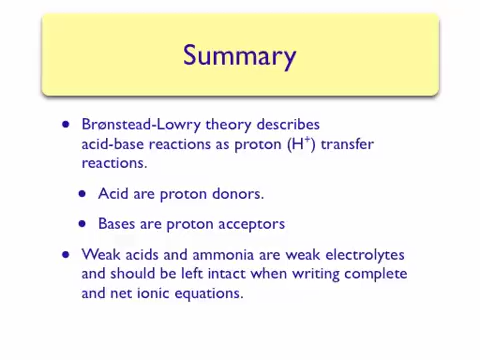 Summary
• Brønstead-Lowry theory describes
acid-base reactions as proton (H⁺) transfer
reactions.
• Acid are proton donors.
• Bases are proton acceptors
• Weak acids and ammonia are weak electrolytes
and should be left intact when writing complete
and net ionic equations.